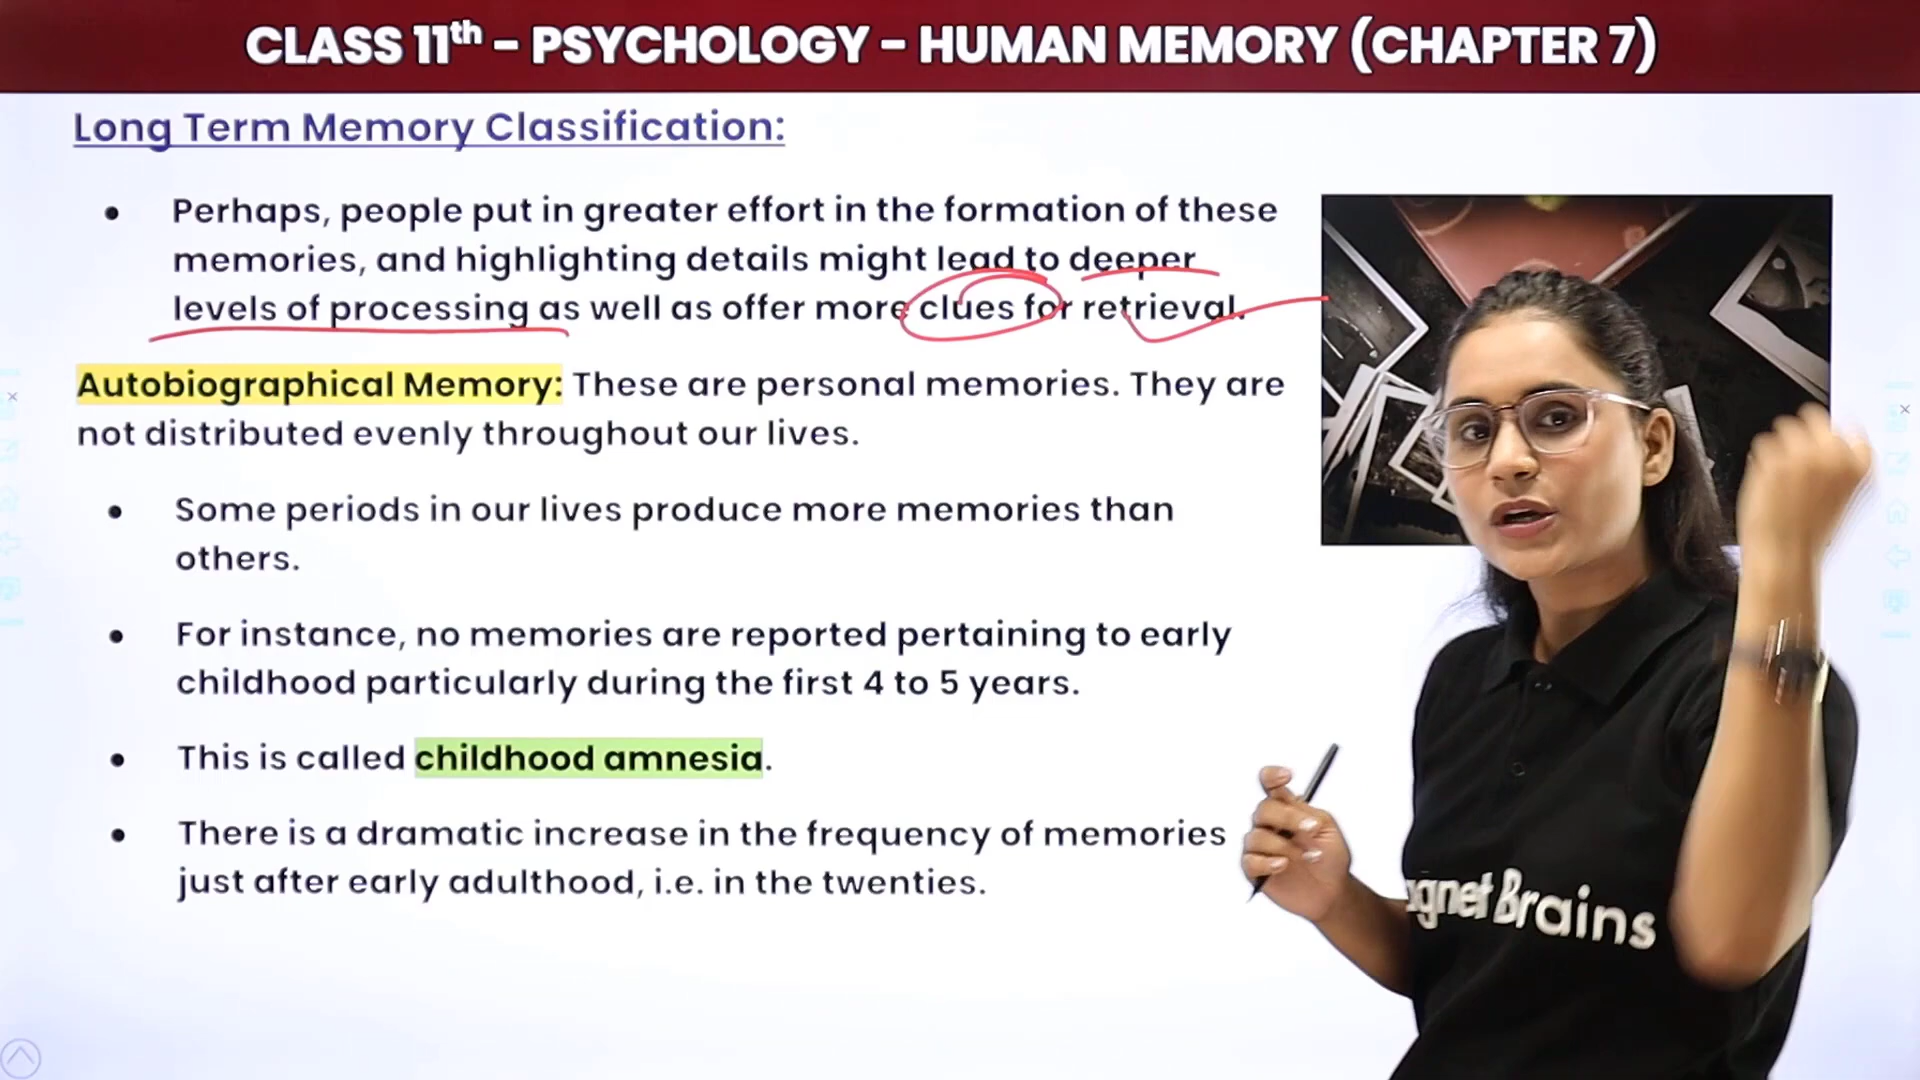 CLASS 11th – PSYCHOLOGY – HUMAN MEMORY (CHAPTER 7)
Long Term Memory Classification:
• Perhaps, people put in greater effort in the formation of these
memories, and highlighting details might lead to deeper
levels of processing as well as offer more clues for retrieval.
Autobiographical Memory: These are personal memories. They are
not distributed evenly throughout our lives.
• Some periods in our lives produce more memories than
others.
• For instance, no memories are reported pertaining to early
childhood particularly during the first 4 to 5 years.
• This is called childhood amnesia.
• There is a dramatic increase in the frequency of memories
just after early adulthood, i.e. in the twenties.
agnet Brains